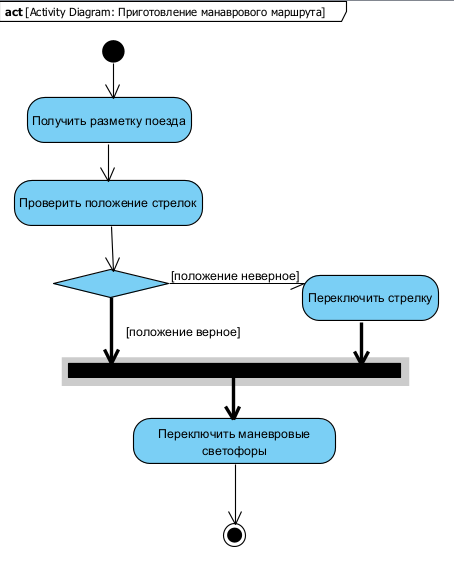 act [Activity Diagram: Приготовление манаврового маршрута]
Получить разметку поезда
Проверить положение стрелок
[положение неверное]
Переключить стрелку
[положение верное]
Переключить маневровые
светофоры